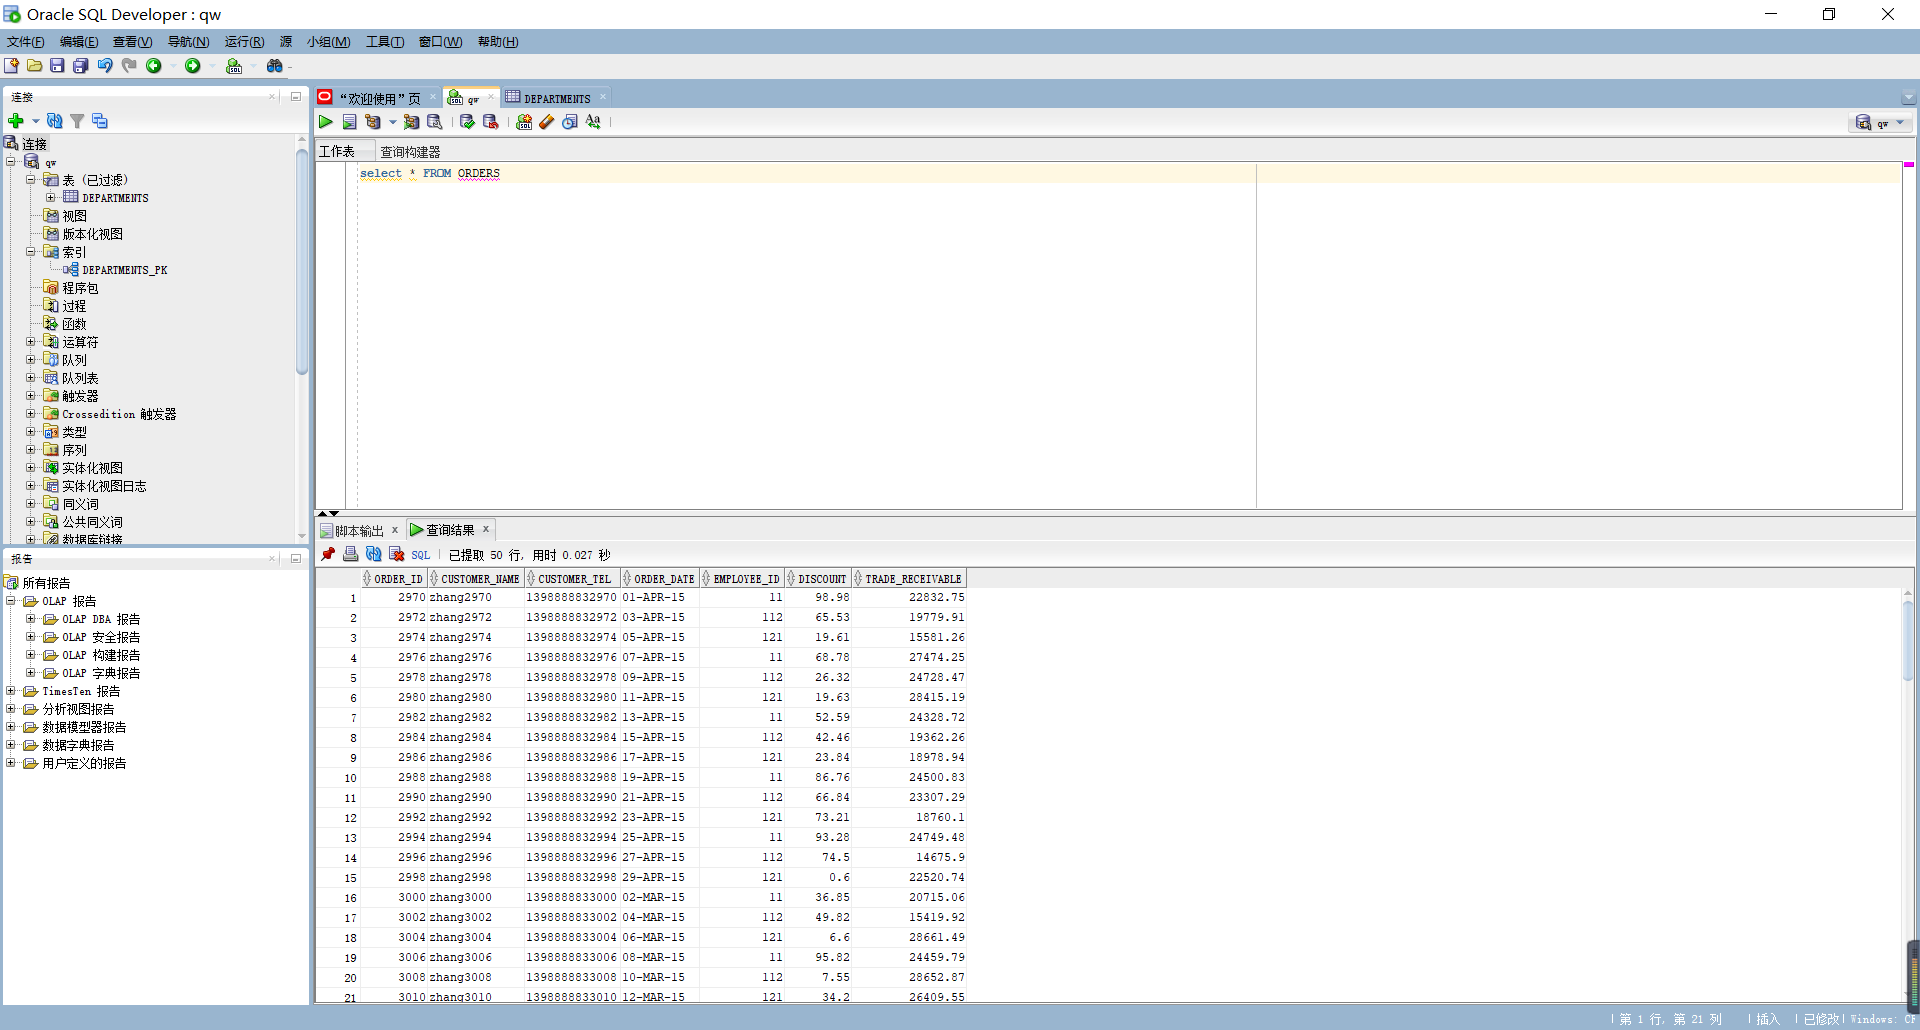 Oracle SQL Developer : qw
文件(F) 编辑(E) 查看(V) 导航(N) 运行(R) 源 小组(M) 工具(T) 窗口(W) 帮助(H)
连接
连接
qw
表 (已过滤)
DEPARTMENTS
视图
版本化视图
索引
DEPARTMENTS_PK
程序包
过程
函数
运算符
队列
队列表
触发器
Crossedition 触发器
类型
序列
实体化视图
实体化视图日志
同义词
公共同义词
数据库链接
报告
所有报告
OLAP 报告
OLAP DBA 报告
OLAP 安全报告
OLAP 构建报告
OLAP 字典报告
TimesTen 报告
分析视图报告
数据模型器报告
数据字典报告
用户定义的报告
“欢迎使用”页 qw DEPARTMENTS
qw
工作表 查询构建器
select * FROM ORDERS
脚本输出 查询结果
SQL 已提取 50 行, 用时 0.027 秒
ORDER_ID CUSTOMER_NAME CUSTOMER_TEL ORDER_DATE EMPLOYEE_ID DISCOUNT TRADE_RECEIVABLE
1 2970 zhang2970 1398888832970 01-APR-15 11 98.98 22832.75
2 2972 zhang2972 1398888832972 03-APR-15 112 65.53 19779.91
3 2974 zhang2974 1398888832974 05-APR-15 121 19.61 15581.26
4 2976 zhang2976 1398888832976 07-APR-15 11 68.78 27474.25
5 2978 zhang2978 1398888832978 09-APR-15 112 26.32 24728.47
6 2980 zhang2980 1398888832980 11-APR-15 121 19.63 28415.19
7 2982 zhang2982 1398888832982 13-APR-15 11 52.59 24328.72
8 2984 zhang2984 1398888832984 15-APR-15 112 42.46 19362.26
9 2986 zhang2986 1398888832986 17-APR-15 121 23.84 18978.94
10 2988 zhang2988 1398888832988 19-APR-15 11 86.76 24500.83
11 2990 zhang2990 1398888832990 21-APR-15 112 66.84 23307.29
12 2992 zhang2992 1398888832992 23-APR-15 121 73.21 18760.1
13 2994 zhang2994 1398888832994 25-APR-15 11 93.28 24749.48
14 2996 zhang2996 1398888832996 27-APR-15 112 74.5 14675.9
15 2998 zhang2998 1398888832998 29-APR-15 121 0.6 22520.74
16 3000 zhang3000 1398888833000 02-MAR-15 11 36.85 20715.06
17 3002 zhang3002 1398888833002 04-MAR-15 112 49.82 15419.92
18 3004 zhang3004 1398888833004 06-MAR-15 121 6.6 28661.49
19 3006 zhang3006 1398888833006 08-MAR-15 11 95.82 24459.79
20 3008 zhang3008 1398888833008 10-MAR-15 112 7.55 28652.87
21 3010 zhang3010 1398888833010 12-MAR-15 121 34.2 26409.55
第 1 行, 第 21 列 插入 已修改 Windows: CF